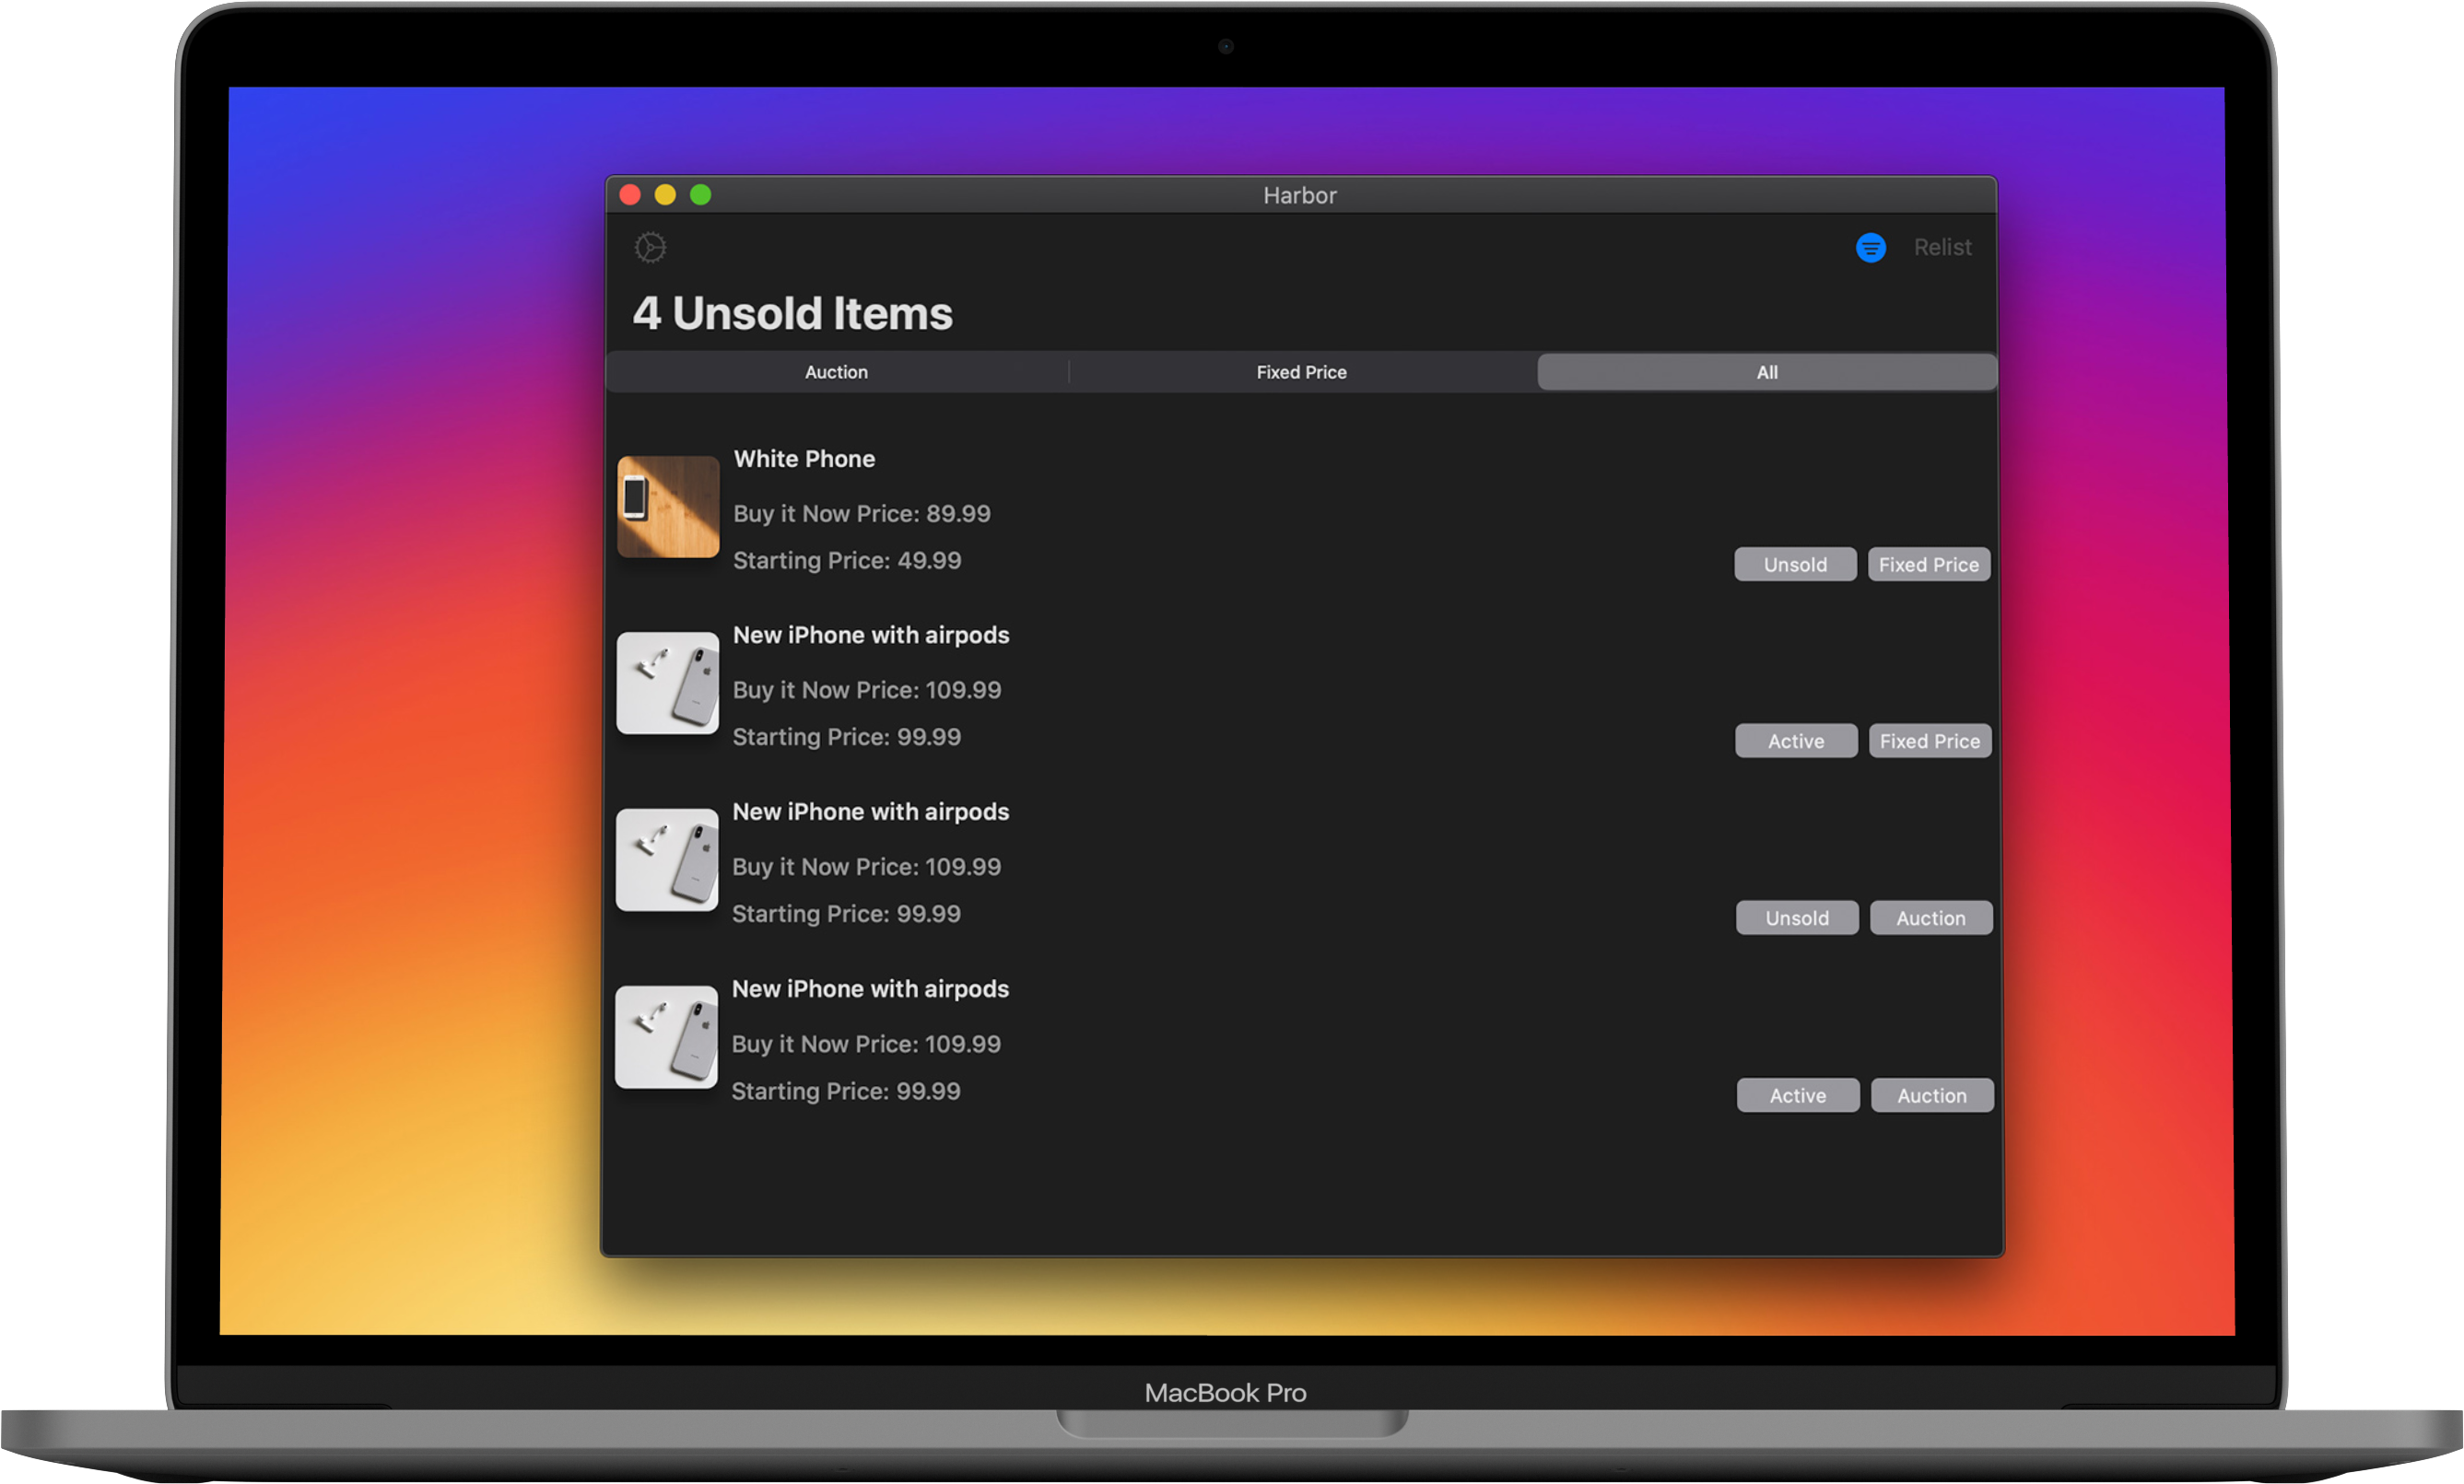 Harbor
Relist
4 Unsold Items
Auction
Fixed Price
All
White Phone
Buy it Now Price: 89.99
Starting Price: 49.99
Unsold
Fixed Price
New iPhone with airpods
Buy it Now Price: 109.99
Starting Price: 99.99
Active
Fixed Price
New iPhone with airpods
Buy it Now Price: 109.99
Starting Price: 99.99
Unsold
Auction
New iPhone with airpods
Buy it Now Price: 109.99
Starting Price: 99.99
Active
Auction
MacBook Pro